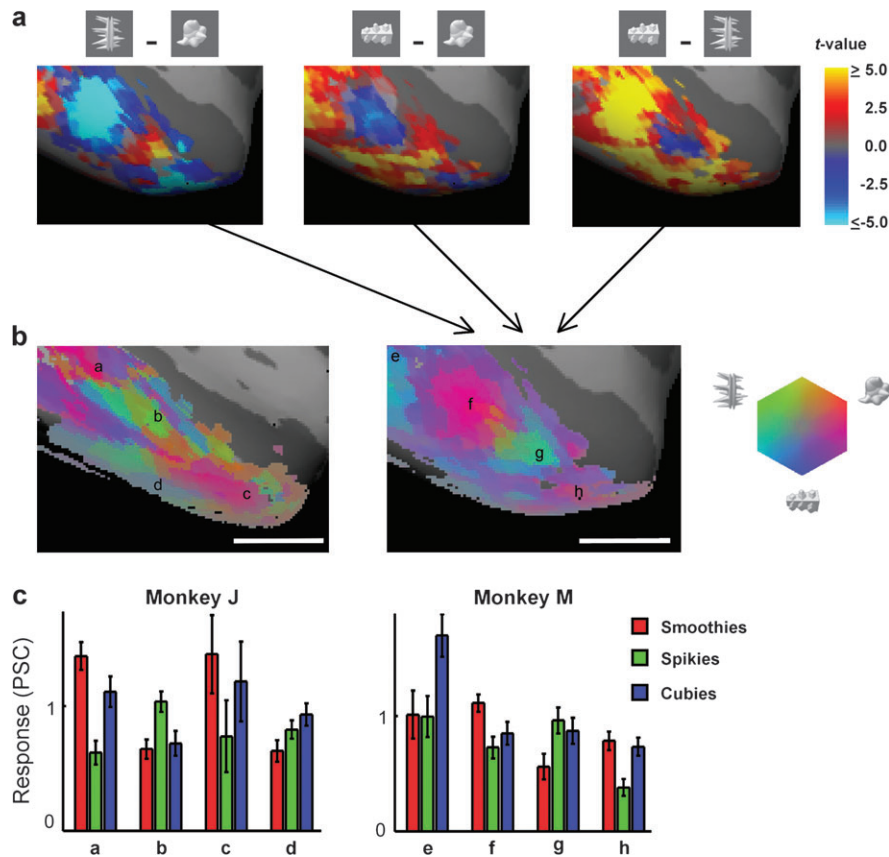 a
- - -
t-value
≥ 5.0
2.5
0.0
-2.5
≤-5.0
b
a
b
c
d
e
f
g
h
c
Monkey J
Monkey M
Response (PSC)
1
0
a b c d
1
0
e f g h
Smoothies
Spikies
Cubies